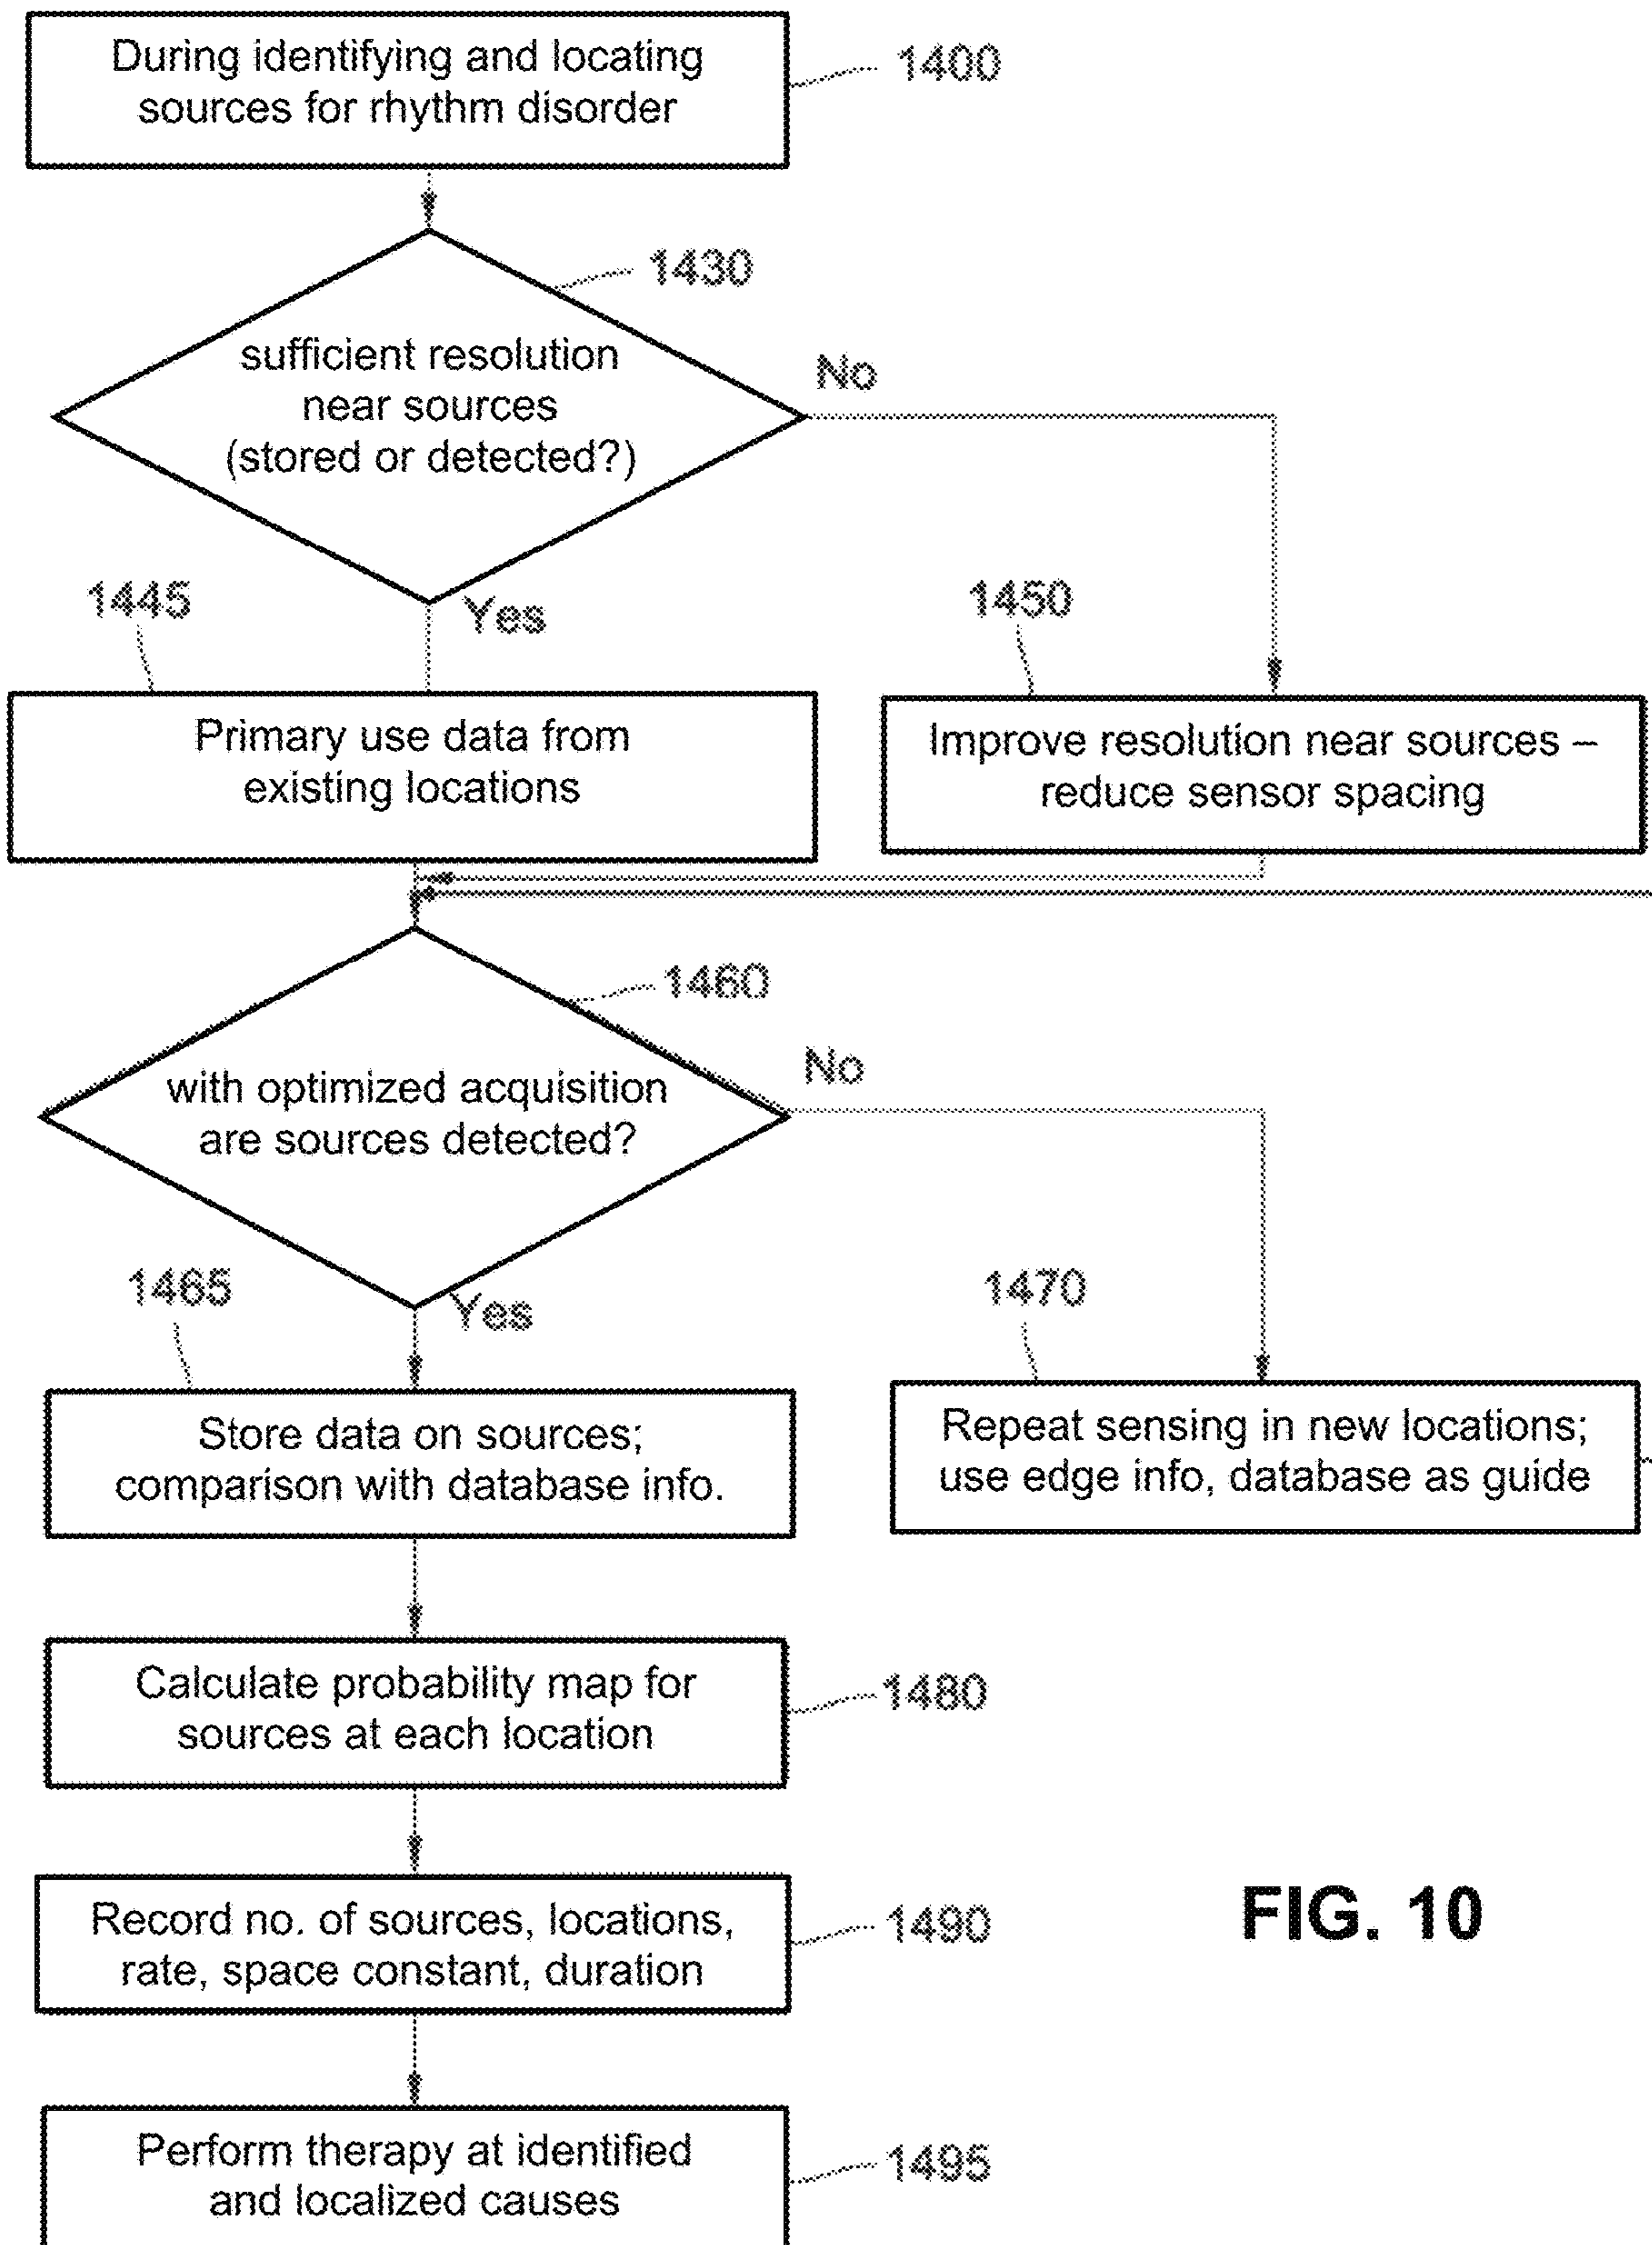 During identifying and locating
sources for rhythm disorder
1400
1430
sufficient resolution
near sources
(stored or detected?)
No
Yes
1445
1450
Primary use data from
existing locations
Improve resolution near sources –
reduce sensor spacing
1460
with optimized acquisition
are sources detected?
No
Yes
1465
1470
Store data on sources;
comparison with database info.
Repeat sensing in new locations;
use edge info, database as guide
Calculate probability map for
sources at each location
1480
Record no. of sources, locations,
rate, space constant, duration
1490
FIG. 10
Perform therapy at identified
and localized causes
1495